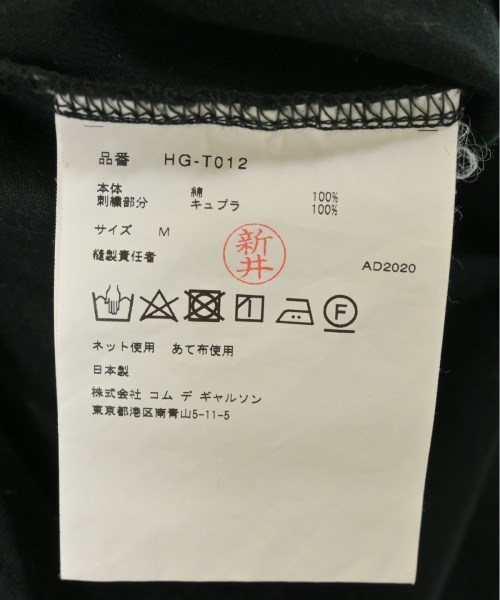 品番 HG-T012
本体 綿 100%
刺繍部分 キュプラ 100%
サイズ M
縫製責任者
新井
AD2020
F
ネット使用 あて布使用
日本製
株式会社 コム デ ギャルソン
東京都港区南青山5-11-5